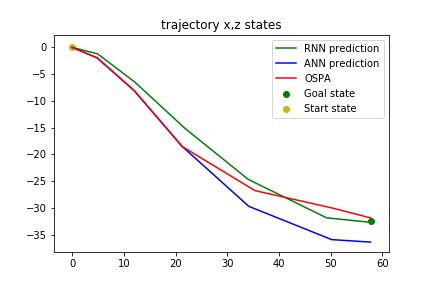 trajectory x,z states
RNN prediction
ANN prediction
OSPA
Goal state
Start state
0
−5
−10
−15
−20
−25
−30
−35
0 10 20 30 40 50 60